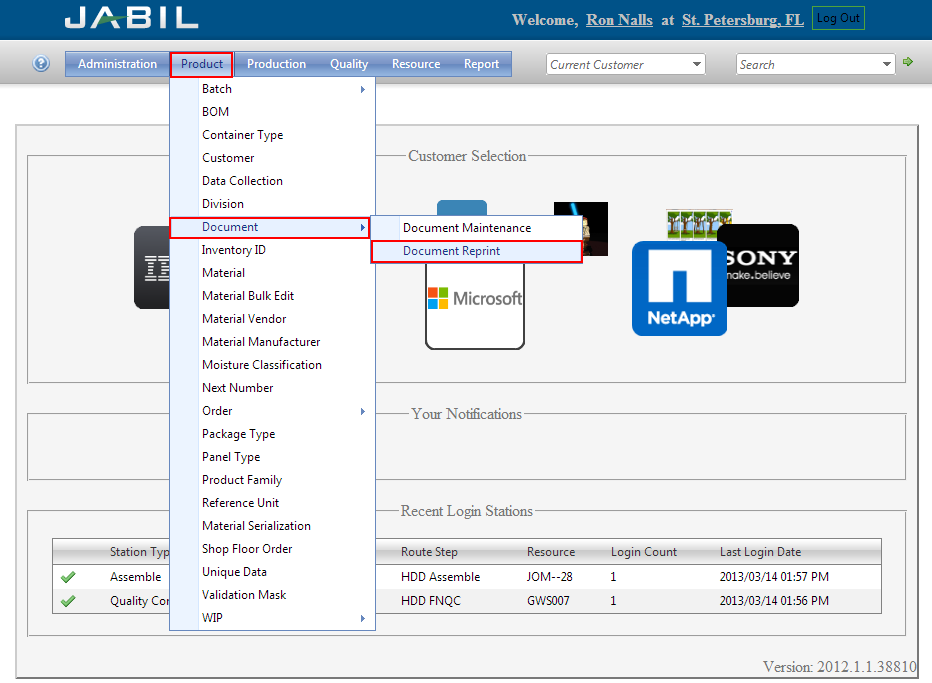 JABIL
Welcome, Ron Nalls at St. Petersburg, FL Log Out
Administration Product Production Quality Resource Report Current Customer Search
Batch
BOM
Container Type
Customer
Data Collection
Division
Document
Inventory ID
Material
Material Bulk Edit
Material Vendor
Material Manufacturer
Moisture Classification
Next Number
Order
Package Type
Panel Type
Product Family
Reference Unit
Material Serialization
Shop Floor Order
Unique Data
Validation Mask
WIP
Document Maintenance
Document Reprint
Customer Selection
Microsoft
NetApp
SONY
make.believe
Your Notifications
Recent Login Stations
Station Typ Route Step Resource Login Count Last Login Date
Assemble HDD Assemble JOM--28 1 2013/03/14 01:57 PM
Quality Cor HDD FNQC GWS007 1 2013/03/14 01:56 PM
Version: 2012.1.1.38810